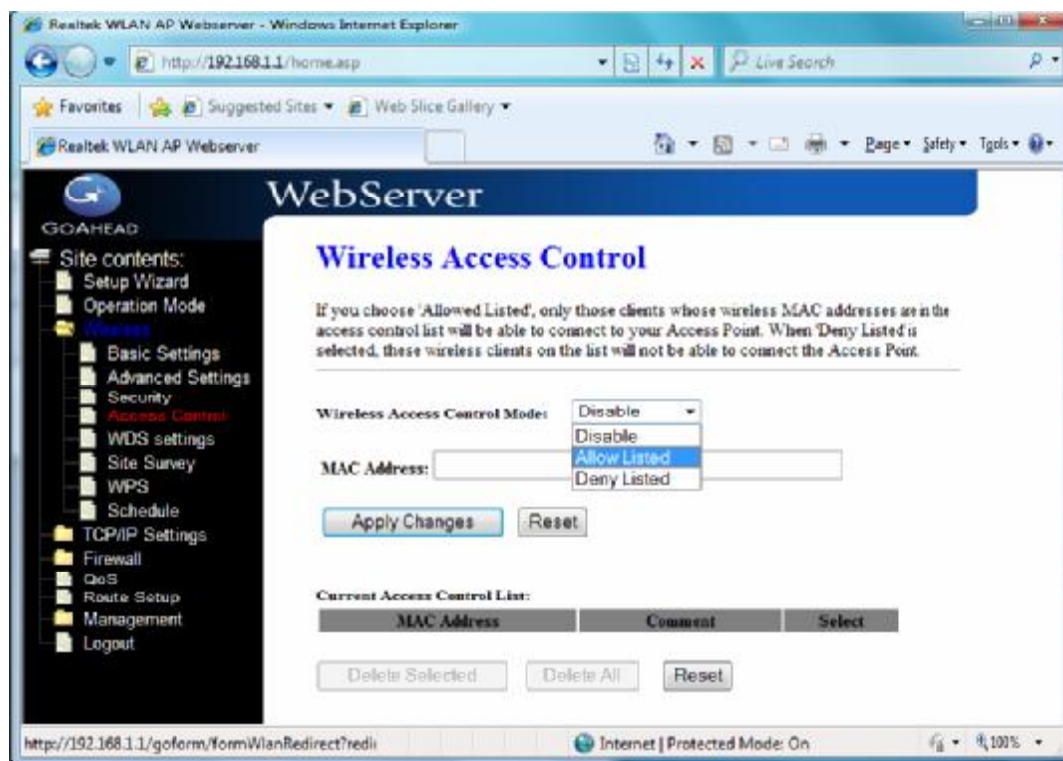 Realtek WLAN AP Webserver - Windows Internet Explorer
http://192.168.1.1/home.asp
Live Search
Favorites
Suggested Sites
Web Slice Gallery
Realtek WLAN AP Webserver
Page
Safety
Tools
GOAHEAD
WebServer
Site contents:
Setup Wizard
Operation Mode
Wireless
Basic Settings
Advanced Settings
Security
Access Control
WDS settings
Site Survey
WPS
Schedule
TCP/IP Settings
Firewall
QoS
Route Setup
Management
Logout
Wireless Access Control
If you choose 'Allowed Listed', only those clients whose wireless MAC addresses are in the
access control list will be able to connect to your Access Point. When 'Deny Listed' is
selected, these wireless clients on the list will not be able to connect the Access Point.
Wireless Access Control Mode: Disable
Disable
Allow Listed
Deny Listed
MAC Address:
Apply Changes Reset
Current Access Control List:
MAC Address Comment Select
Delete Selected Delete All Reset
http://192.168.1.1/goform/formWlanRedirect?redir
Internet | Protected Mode: On
100%